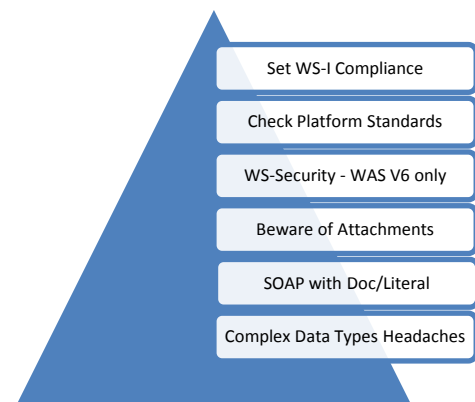 Set WS-I Compliance
Check Platform Standards
WS-Security - WAS V6 only
Beware of Attachments
SOAP with Doc/Literal
Complex Data Types Headaches